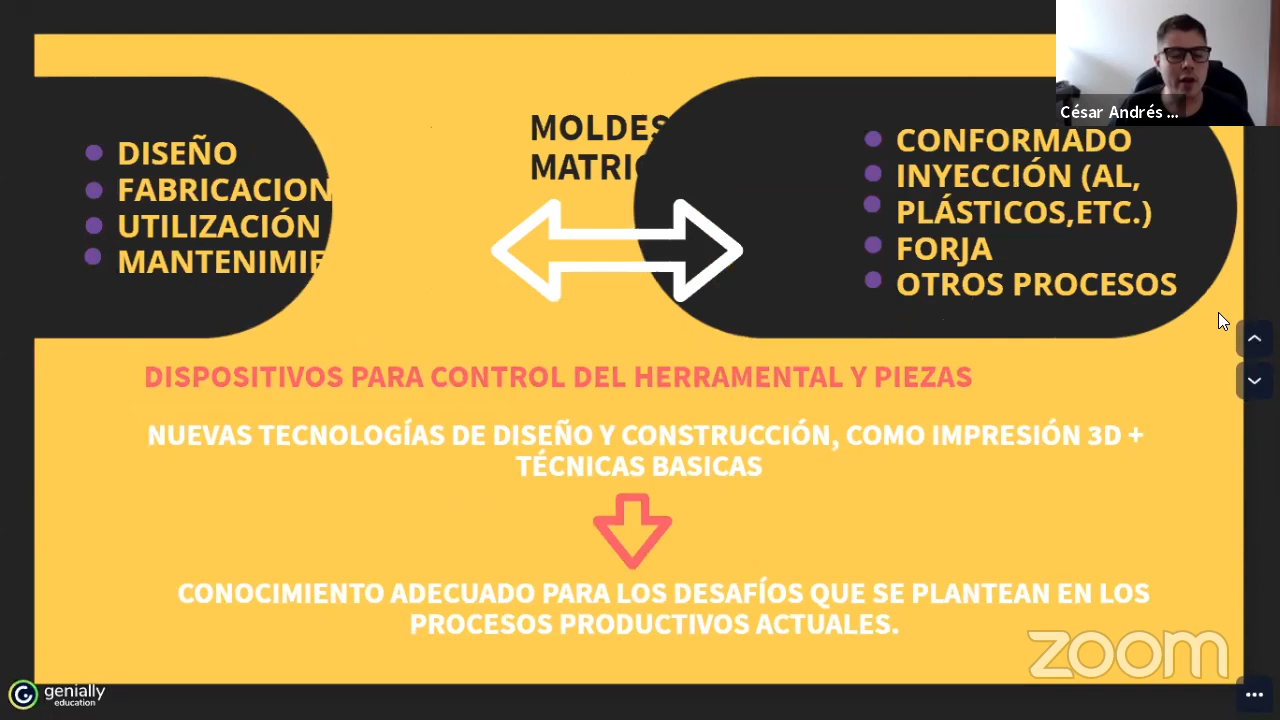 César Andrés ...
MOLDES
MATRI
DISEÑO
FABRICACION
UTILIZACIÓN
MANTENIMIE
CONFORMADO
INYECCIÓN (AL,
PLÁSTICOS,ETC.)
FORJA
OTROS PROCESOS
DISPOSITIVOS PARA CONTROL DEL HERRAMENTAL Y PIEZAS
NUEVAS TECNOLOGÍAS DE DISEÑO Y CONSTRUCCIÓN, COMO IMPRESIÓN 3D +
TÉCNICAS BASICAS
CONOCIMIENTO ADECUADO PARA LOS DESAFÍOS QUE SE PLANTEAN EN LOS
PROCESOS PRODUCTIVOS ACTUALES.
zoom
genially
education